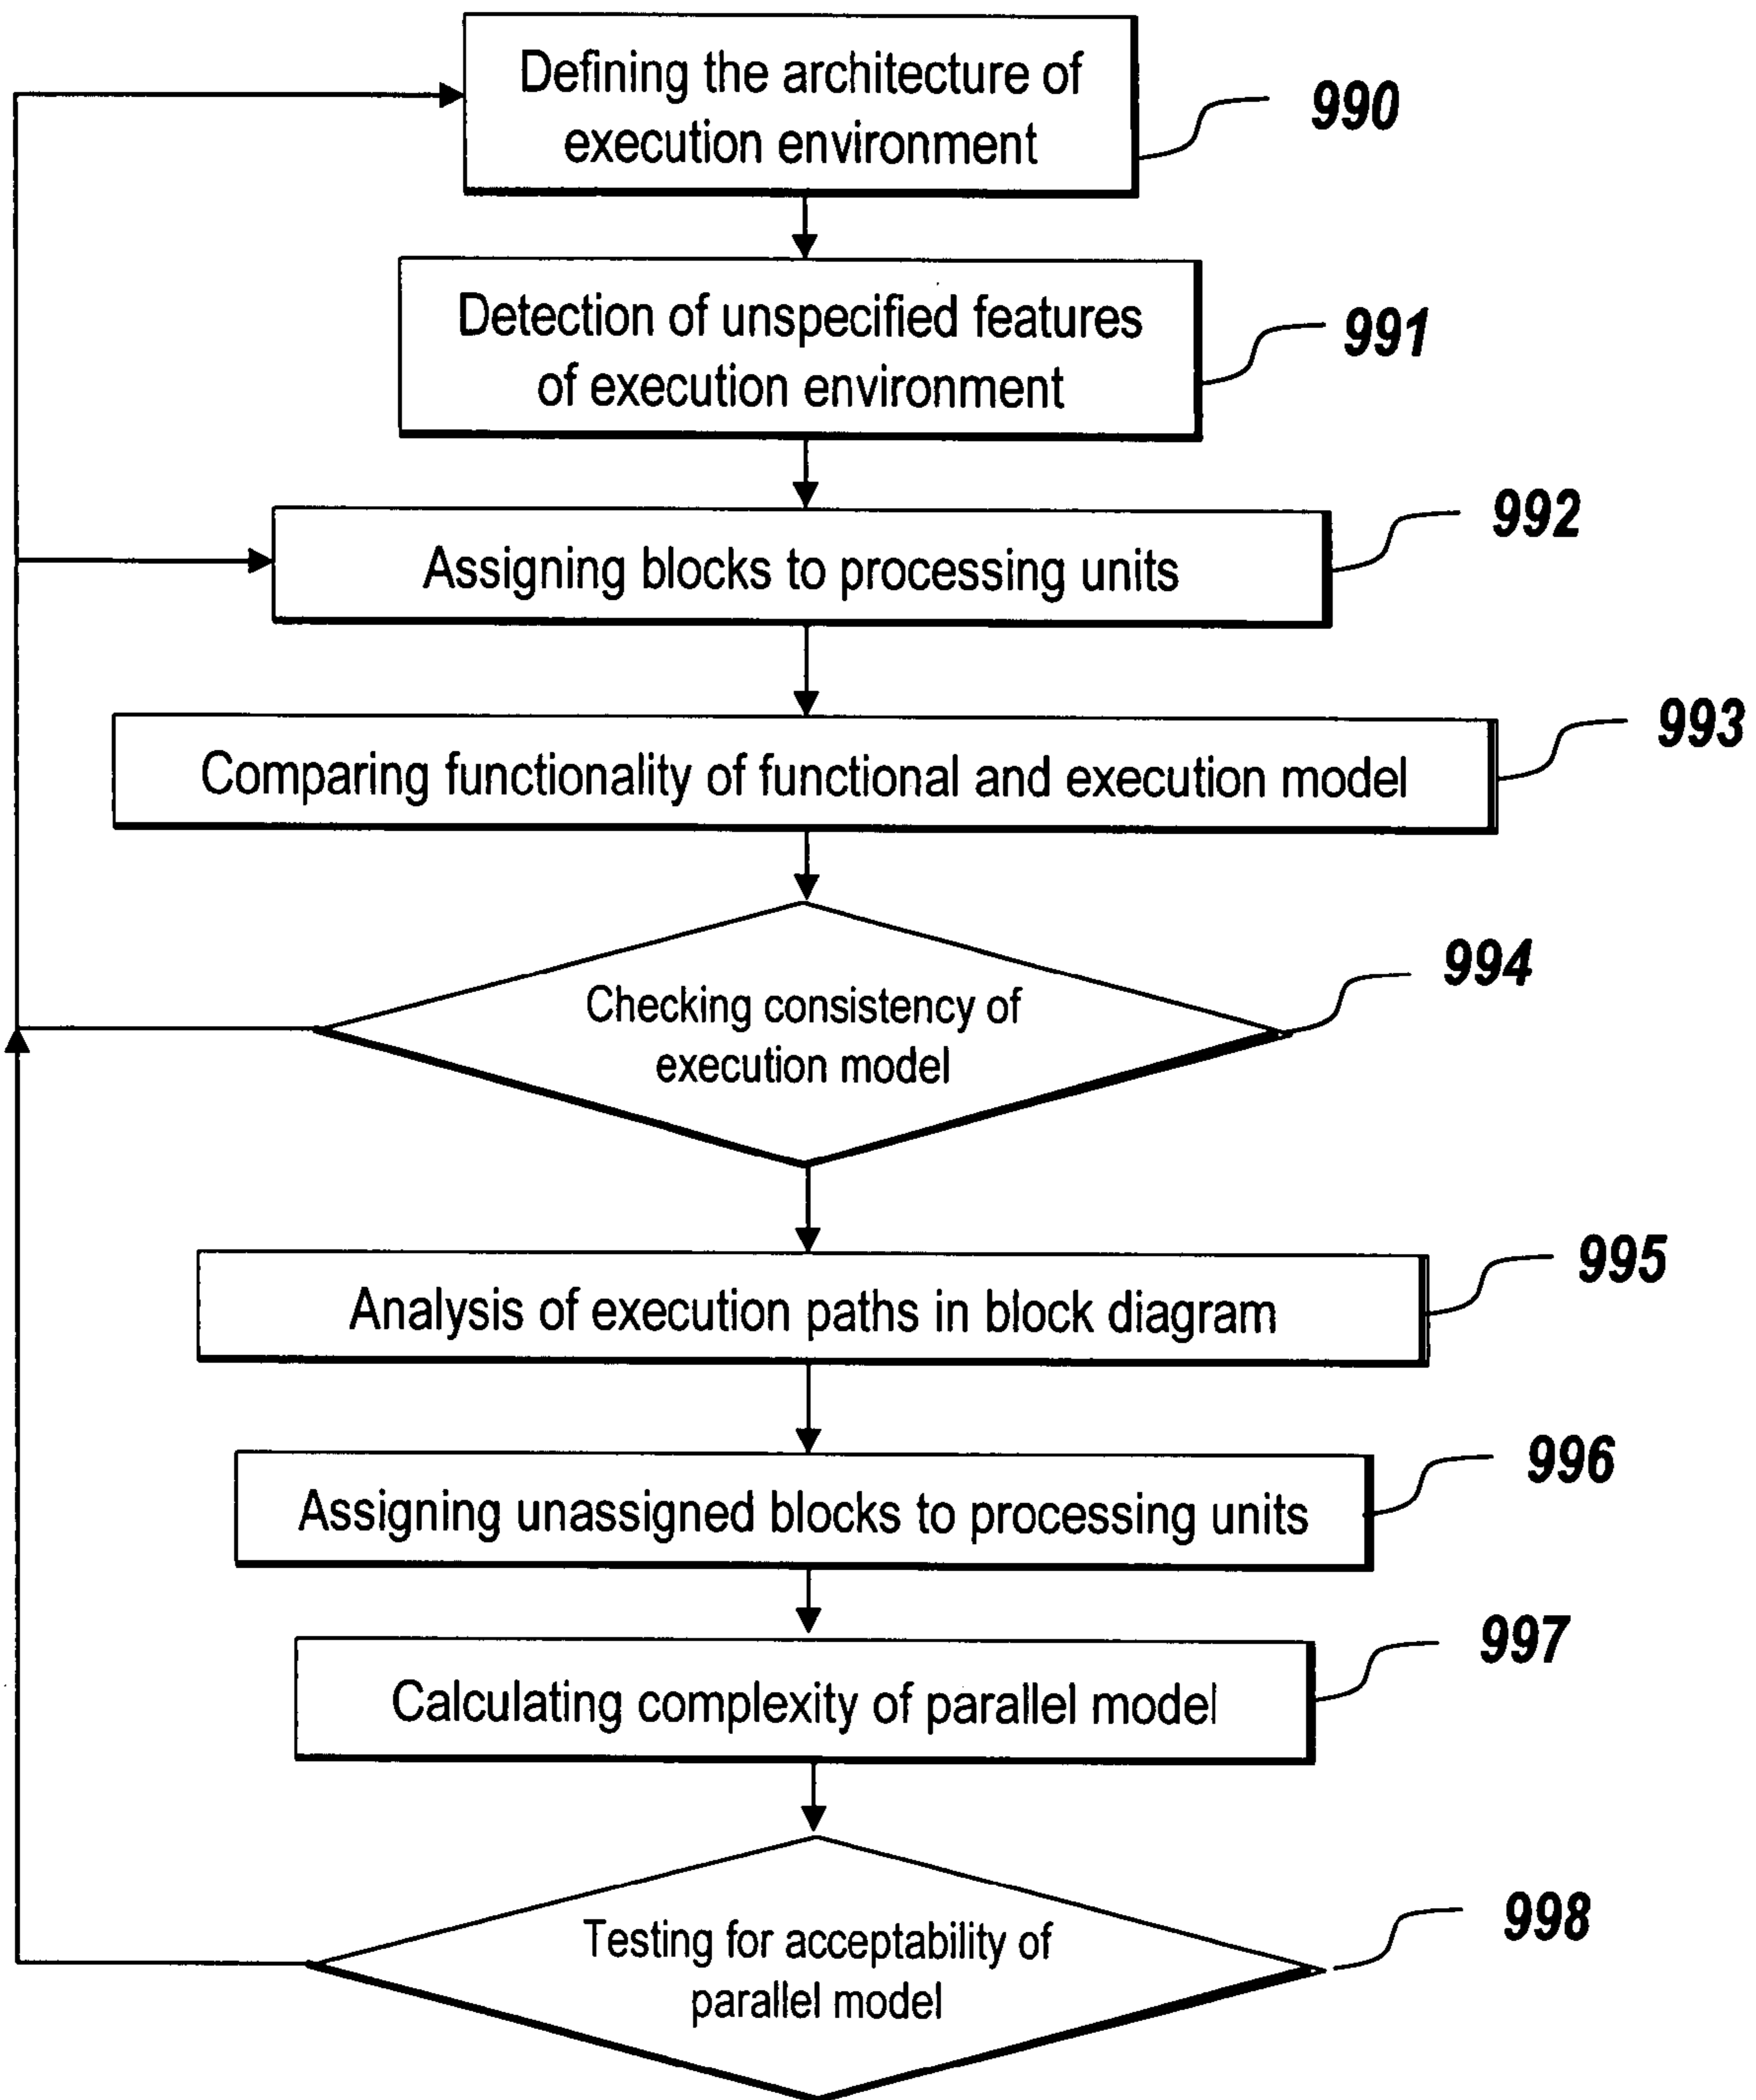 Defining the architecture of
execution environment
990
Detection of unspecified features
of execution environment
991
Assigning blocks to processing units
992
Comparing functionality of functional and execution model
993
Checking consistency of
execution model
994
Analysis of execution paths in block diagram
995
Assigning unassigned blocks to processing units
996
Calculating complexity of parallel model
997
Testing for acceptability of
parallel model
998